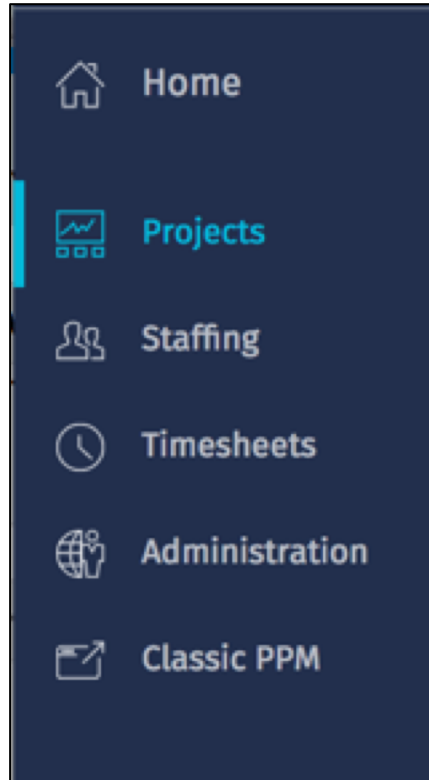 Home
Projects
Staffing
Timesheets
Administration
Classic PPM